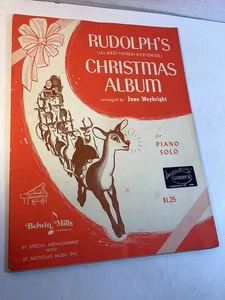 RUDOLPH'S
(the RED-NOSED REINDEER)
CHRISTMAS
ALBUM
arranged by June Weybright
for
PIANO
SOLO
$1.25
Belwin Mills
BY SPECIAL ARRANGEMENT
WITH
ST. NICHOLAS MUSIC INC.